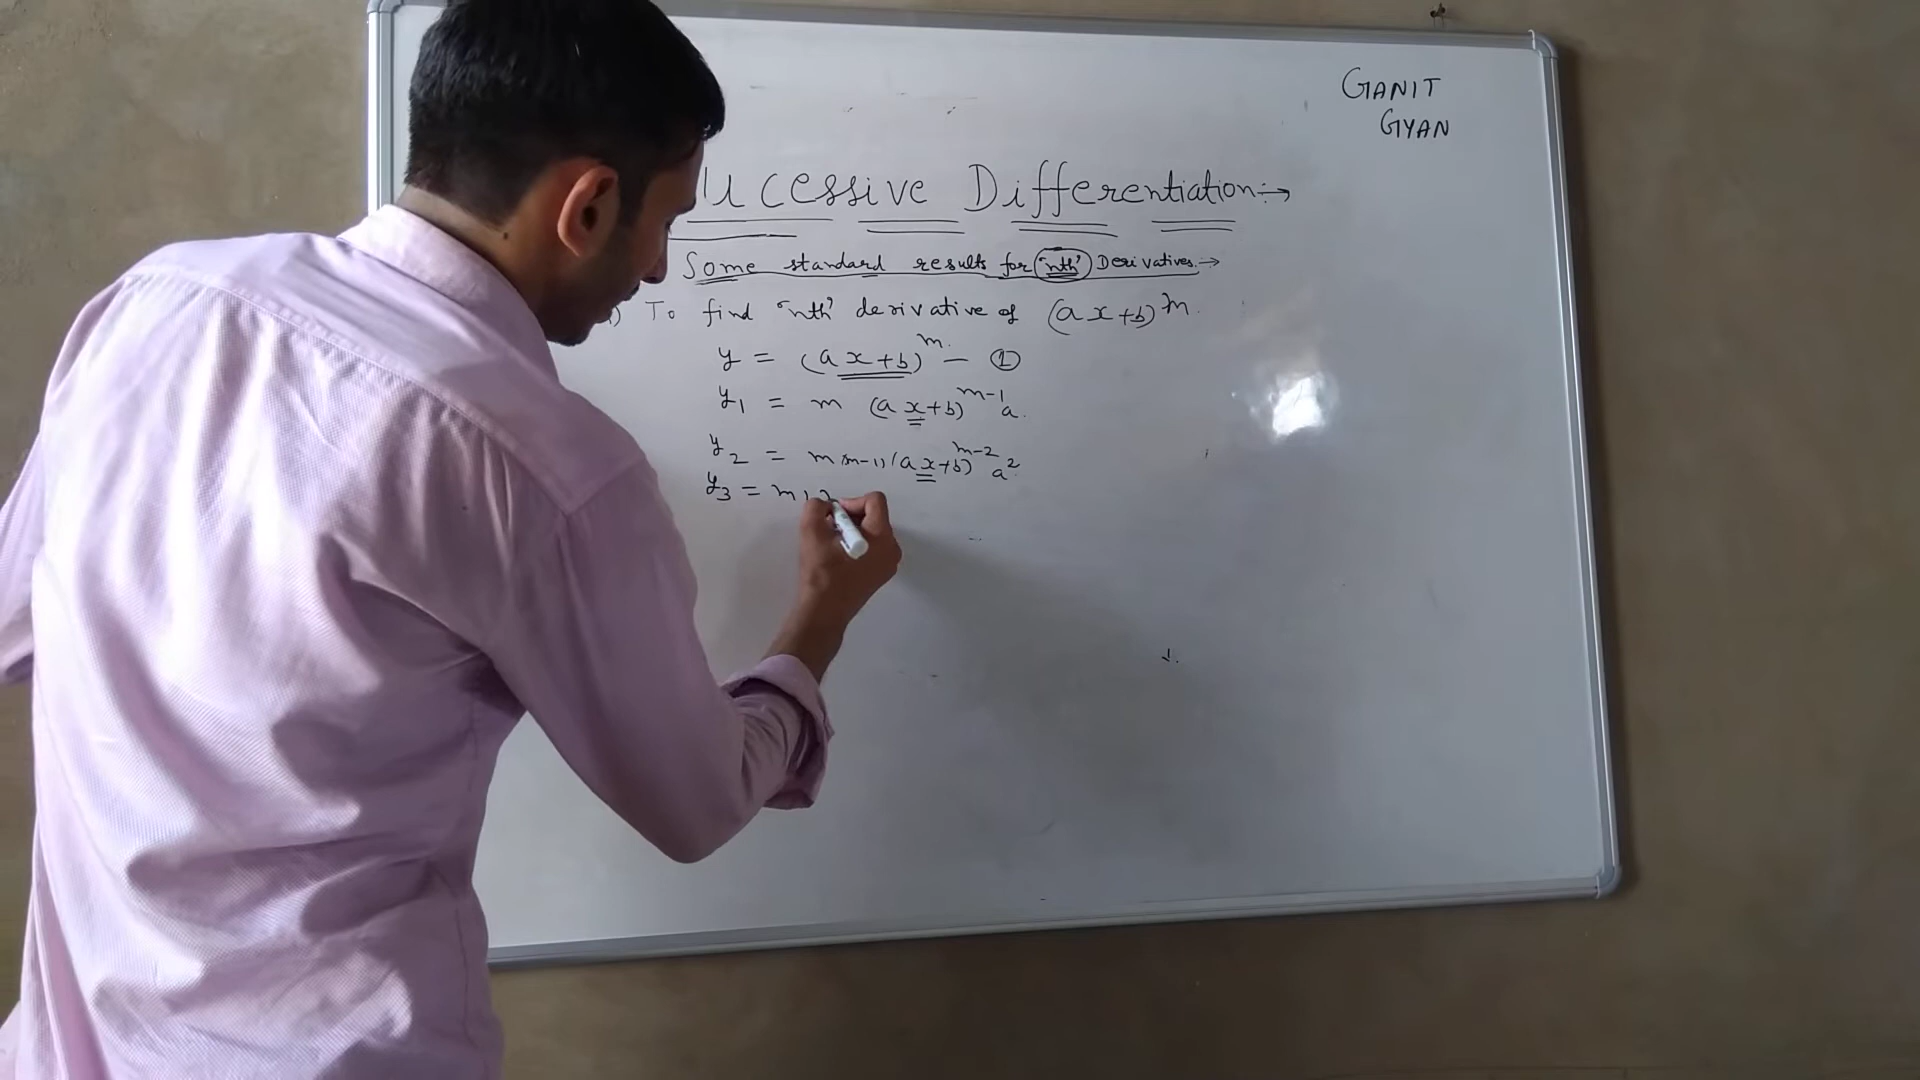 GANIT
GYAN
ucessive Differentiation:→
Some standard results for 'nth' Derivatives.→
) To find 'nth' derivative of (ax+b)^m.
y = (ax+b)^m. — ①
y₁ = m (ax+b)^m-1 a.
y₂ = m(m-1)(ax+b)^m-2 a².
y₃ = m(